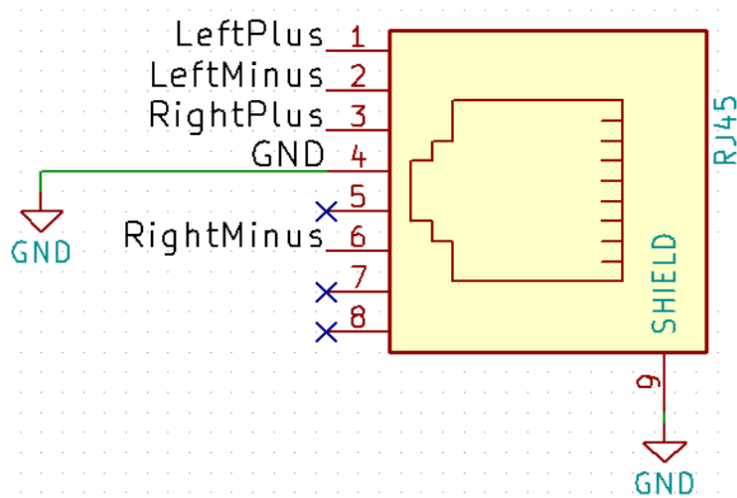 LeftPlus 1
LeftMinus 2
RightPlus 3
GND 4
5
RightMinus 6
7
8
GND
RJ45
SHIELD
9
GND